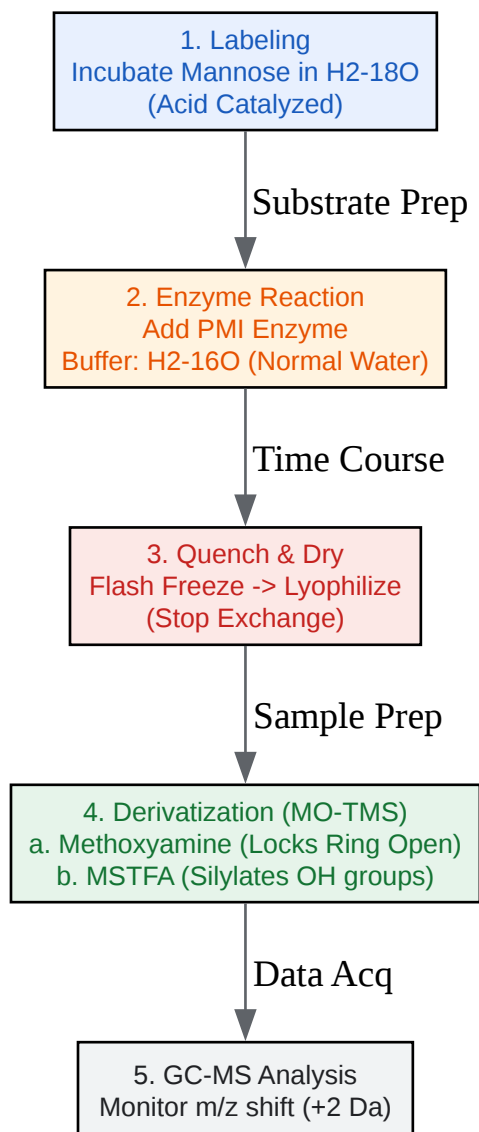 1. Labeling
Incubate Mannose in H2-18O
(Acid Catalyzed)
Substrate Prep
2. Enzyme Reaction
Add PMI Enzyme
Buffer: H2-16O (Normal Water)
Time Course
3. Quench & Dry
Flash Freeze -> Lyophilize
(Stop Exchange)
Sample Prep
4. Derivatization (MO-TMS)
a. Methoxyamine (Locks Ring Open)
b. MSTFA (Silylates OH groups)
Data Acq
5. GC-MS Analysis
Monitor m/z shift (+2 Da)